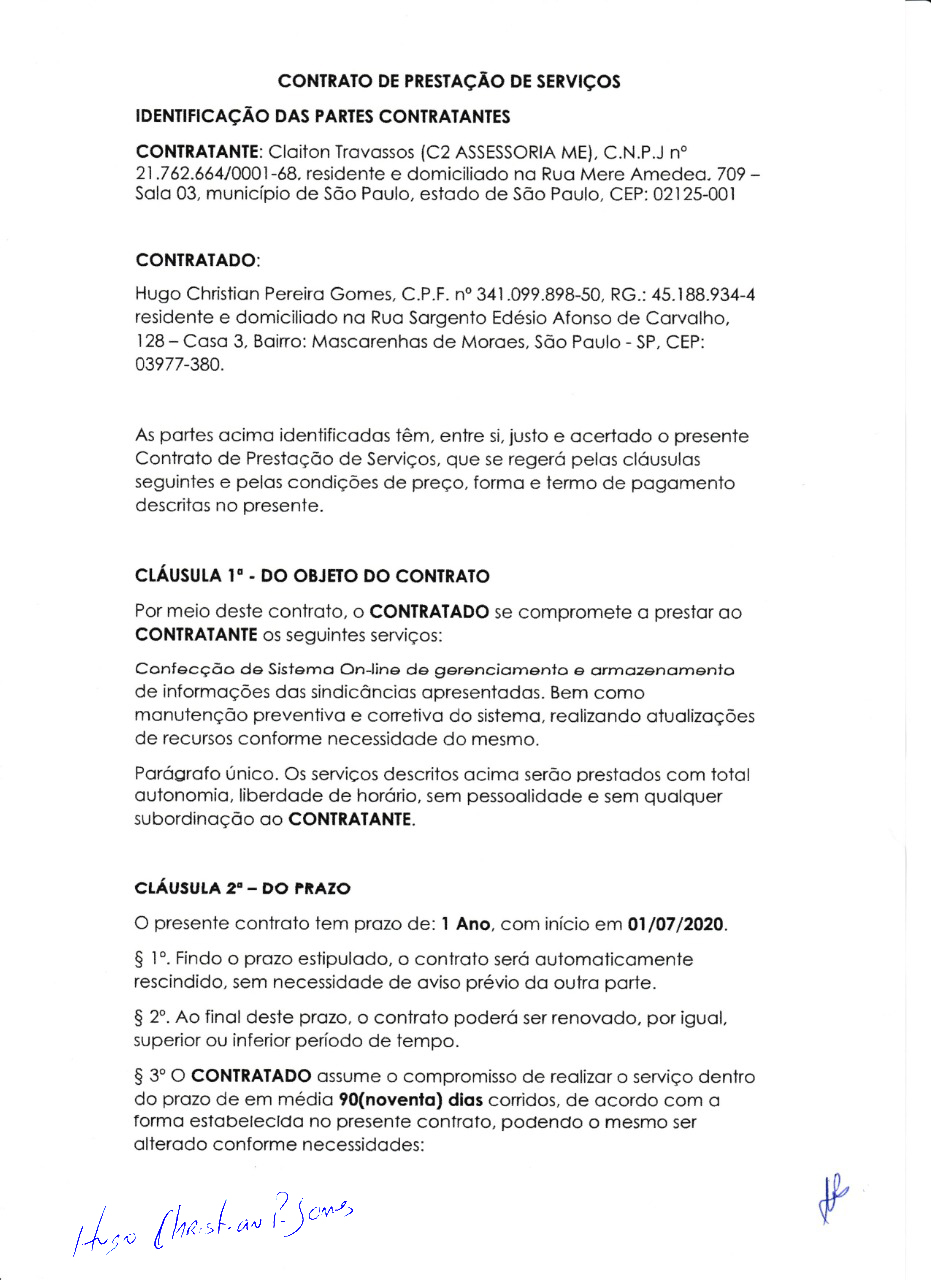 CONTRATO DE PRESTAÇÃO DE SERVIÇOS
IDENTIFICAÇÃO DAS PARTES CONTRATANTES
CONTRATANTE: Claiton Travassos (C2 ASSESSORIA ME), C.N.P.J nº
21.762.664/0001-68, residente e domiciliado na Rua Mere Amedea, 709 –
Sala 03, município de São Paulo, estado de São Paulo, CEP: 02125-001
CONTRATADO:
Hugo Christian Pereira Gomes, C.P.F. nº 341.099.898-50, RG.: 45.188.934-4
residente e domiciliado na Rua Sargento Edésio Afonso de Carvalho,
128 – Casa 3, Bairro: Mascarenhas de Moraes, São Paulo - SP, CEP:
03977-380.
As partes acima identificadas têm, entre si, justo e acertado o presente
Contrato de Prestação de Serviços, que se regerá pelas cláusulas
seguintes e pelas condições de preço, forma e termo de pagamento
descritas no presente.
CLÁUSULA 1ª - DO OBJETO DO CONTRATO
Por meio deste contrato, o CONTRATADO se compromete a prestar ao
CONTRATANTE os seguintes serviços:
Confecção de Sistema On-line de gerenciamento e armazenamento
de informações das sindicâncias apresentadas. Bem como
manutenção preventiva e corretiva do sistema, realizando atualizações
de recursos conforme necessidade do mesmo.
Parágrafo único. Os serviços descritos acima serão prestados com total
autonomia, liberdade de horário, sem pessoalidade e sem qualquer
subordinação ao CONTRATANTE.
CLÁUSULA 2ª – DO PRAZO
O presente contrato tem prazo de: 1 Ano, com início em 01/07/2020.
§ 1º. Findo o prazo estipulado, o contrato será automaticamente
rescindido, sem necessidade de aviso prévio da outra parte.
§ 2º. Ao final deste prazo, o contrato poderá ser renovado, por igual,
superior ou inferior período de tempo.
§ 3º O CONTRATADO assume o compromisso de realizar o serviço dentro
do prazo de em média 90(noventa) dias corridos, de acordo com a
forma estabelecida no presente contrato, podendo o mesmo ser
alterado conforme necessidades:
Hugo Christian P. Gomes